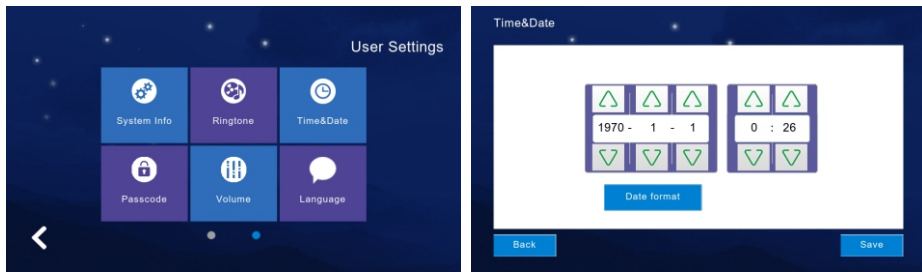 User Settings
System Info
Ringtone
Time&Date
Passcode
Volume
Language
Time&Date
1970 - 1 - 1
0 : 26
Date format
Back
Save